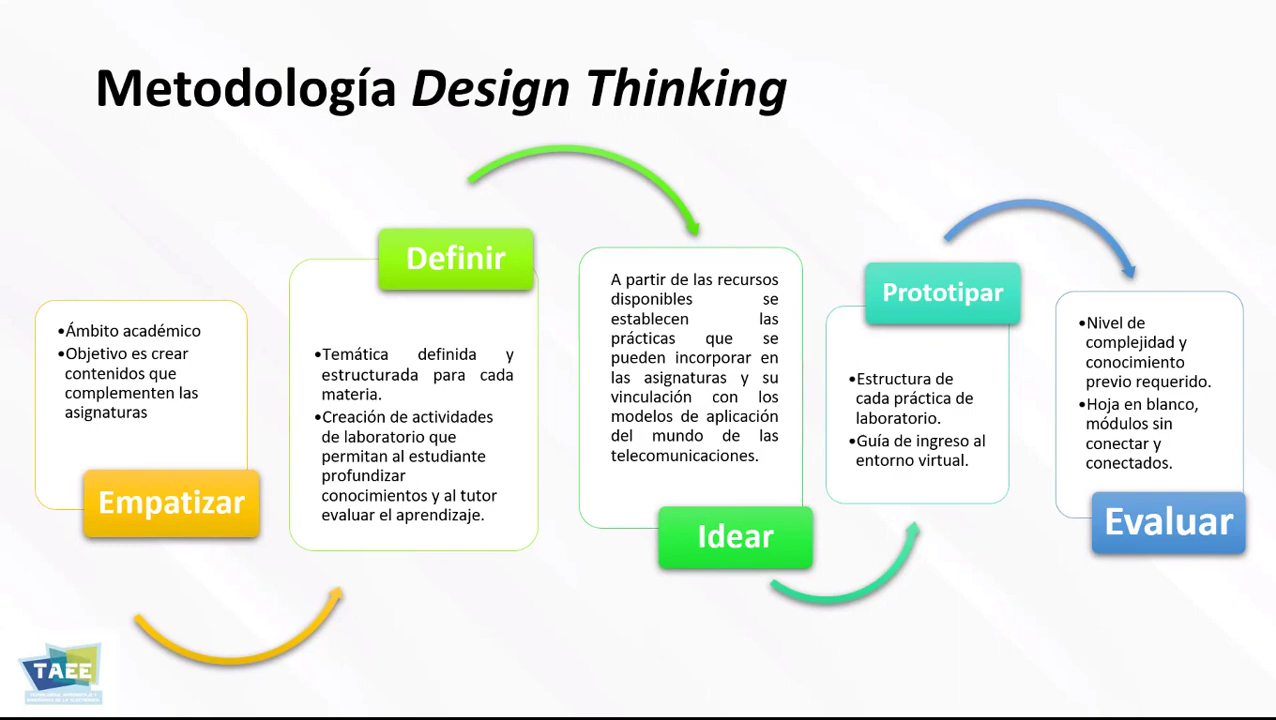 Metodología Design Thinking
•Ámbito académico
•Objetivo es crear
contenidos que
complementen las
asignaturas
Empatizar
Definir
•Temática definida y
estructurada para cada
materia.
•Creación de actividades
de laboratorio que
permitan al estudiante
profundizar
conocimientos y al tutor
evaluar el aprendizaje.
A partir de las recursos
disponibles se
establecen las
prácticas que se
pueden incorporar en
las asignaturas y su
vinculación con los
modelos de aplicación
del mundo de las
telecomunicaciones.
Idear
Prototipar
•Estructura de
cada práctica de
laboratorio.
•Guía de ingreso al
entorno virtual.
•Nivel de
complejidad y
conocimiento
previo requerido.
•Hoja en blanco,
módulos sin
conectar y
conectados.
Evaluar
TAEE